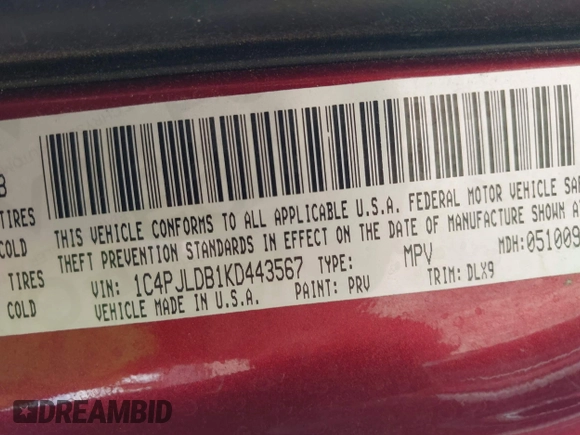 8
TIRES
COLD
TIRES
COLD
THIS VEHICLE CONFORMS TO ALL APPLICABLE U.S.A. FEDERAL MOTOR VEHICLE SAF
THEFT PREVENTION STANDARDS IN EFFECT ON THE DATE OF MANUFACTURE SHOWN A
VIN: 1C4PJLDB1KD443567 TYPE: MPV MDH:051009
VEHICLE MADE IN U.S.A. PAINT: PRV TRIM: DLX9
DREAMBID